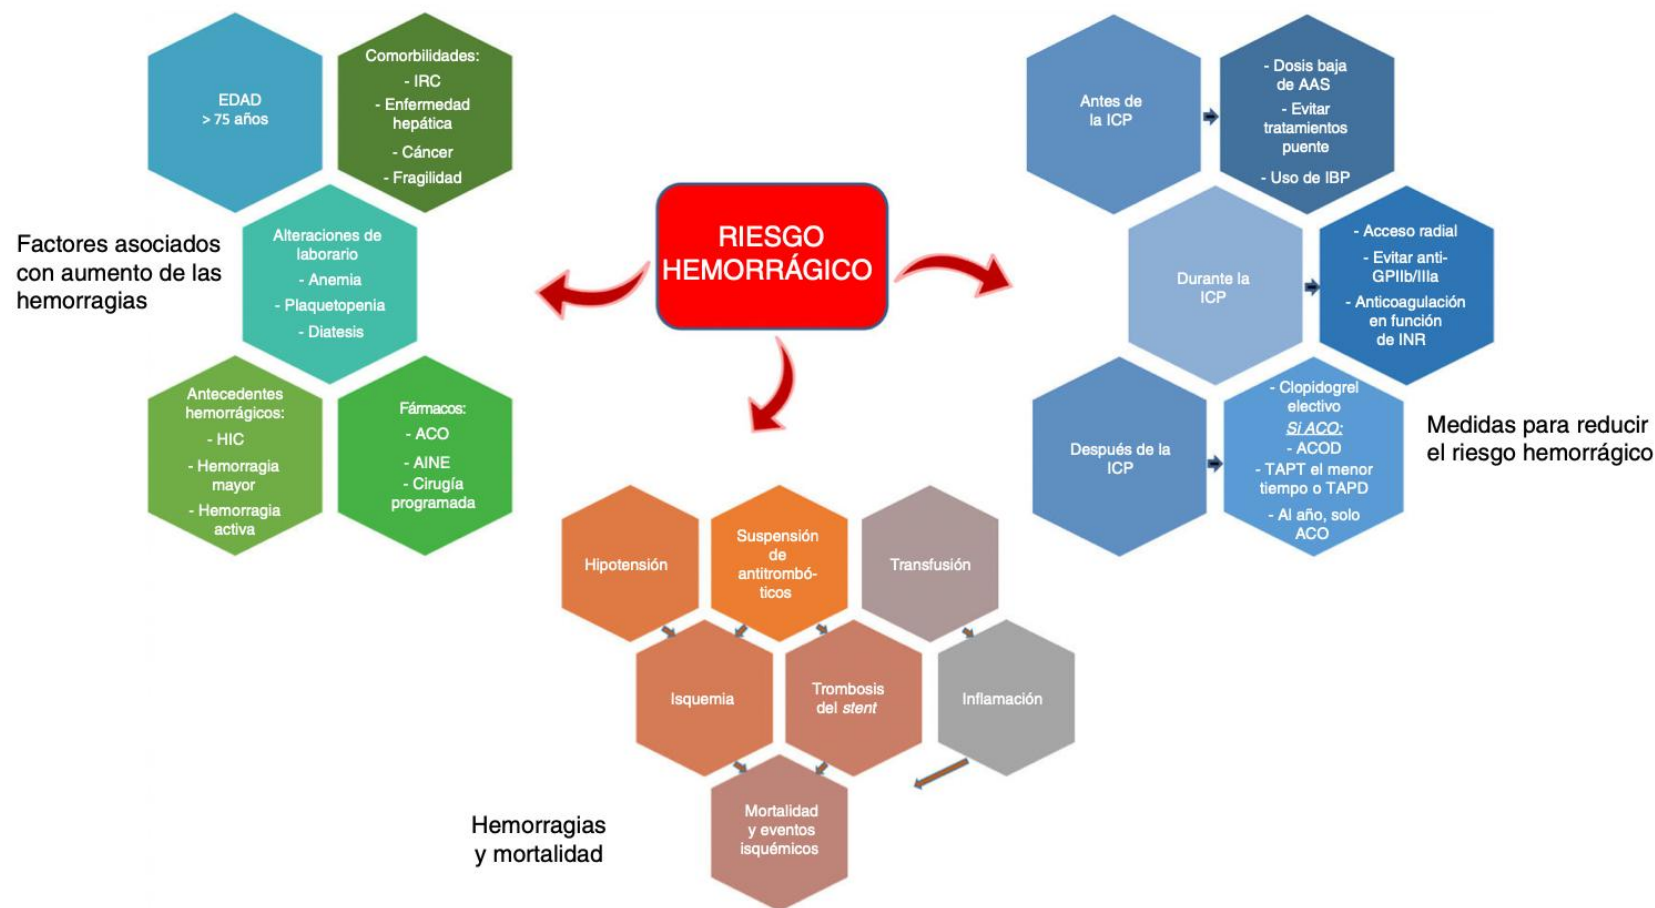 EDAD
> 75 años
Comorbilidades:
- IRC
- Enfermedad
hepática
- Cáncer
- Fragilidad
Factores asociados
con aumento de las
hemorragias
Alteraciones de
laborario
- Anemia
- Plaquetopenia
- Diatesis
Antecedentes
hemorrágicos:
- HIC
- Hemorragia
mayor
- Hemorragia
activa
Fármacos:
- ACO
- AINE
- Cirugía
programada
RIESGO
HEMORRÁGICO
Antes de
la ICP
- Dosis baja
de AAS
- Evitar
tratamientos
puente
- Uso de IBP
Durante la
ICP
- Acceso radial
- Evitar anti-
GPIIb/IIIa
- Anticoagulación
en función
de INR
Después de la
ICP
- Clopidogrel
electivo
Si ACO:
- ACOD
- TAPT el menor
tiempo o TAPD
- Al año, solo
ACO
Medidas para reducir
el riesgo hemorrágico
Hipotensión
Suspensión
de
antitrombó-
ticos
Transfusión
Isquemia
Trombosis
del stent
Inflamación
Mortalidad
y eventos
isquémicos
Hemorragias
y mortalidad